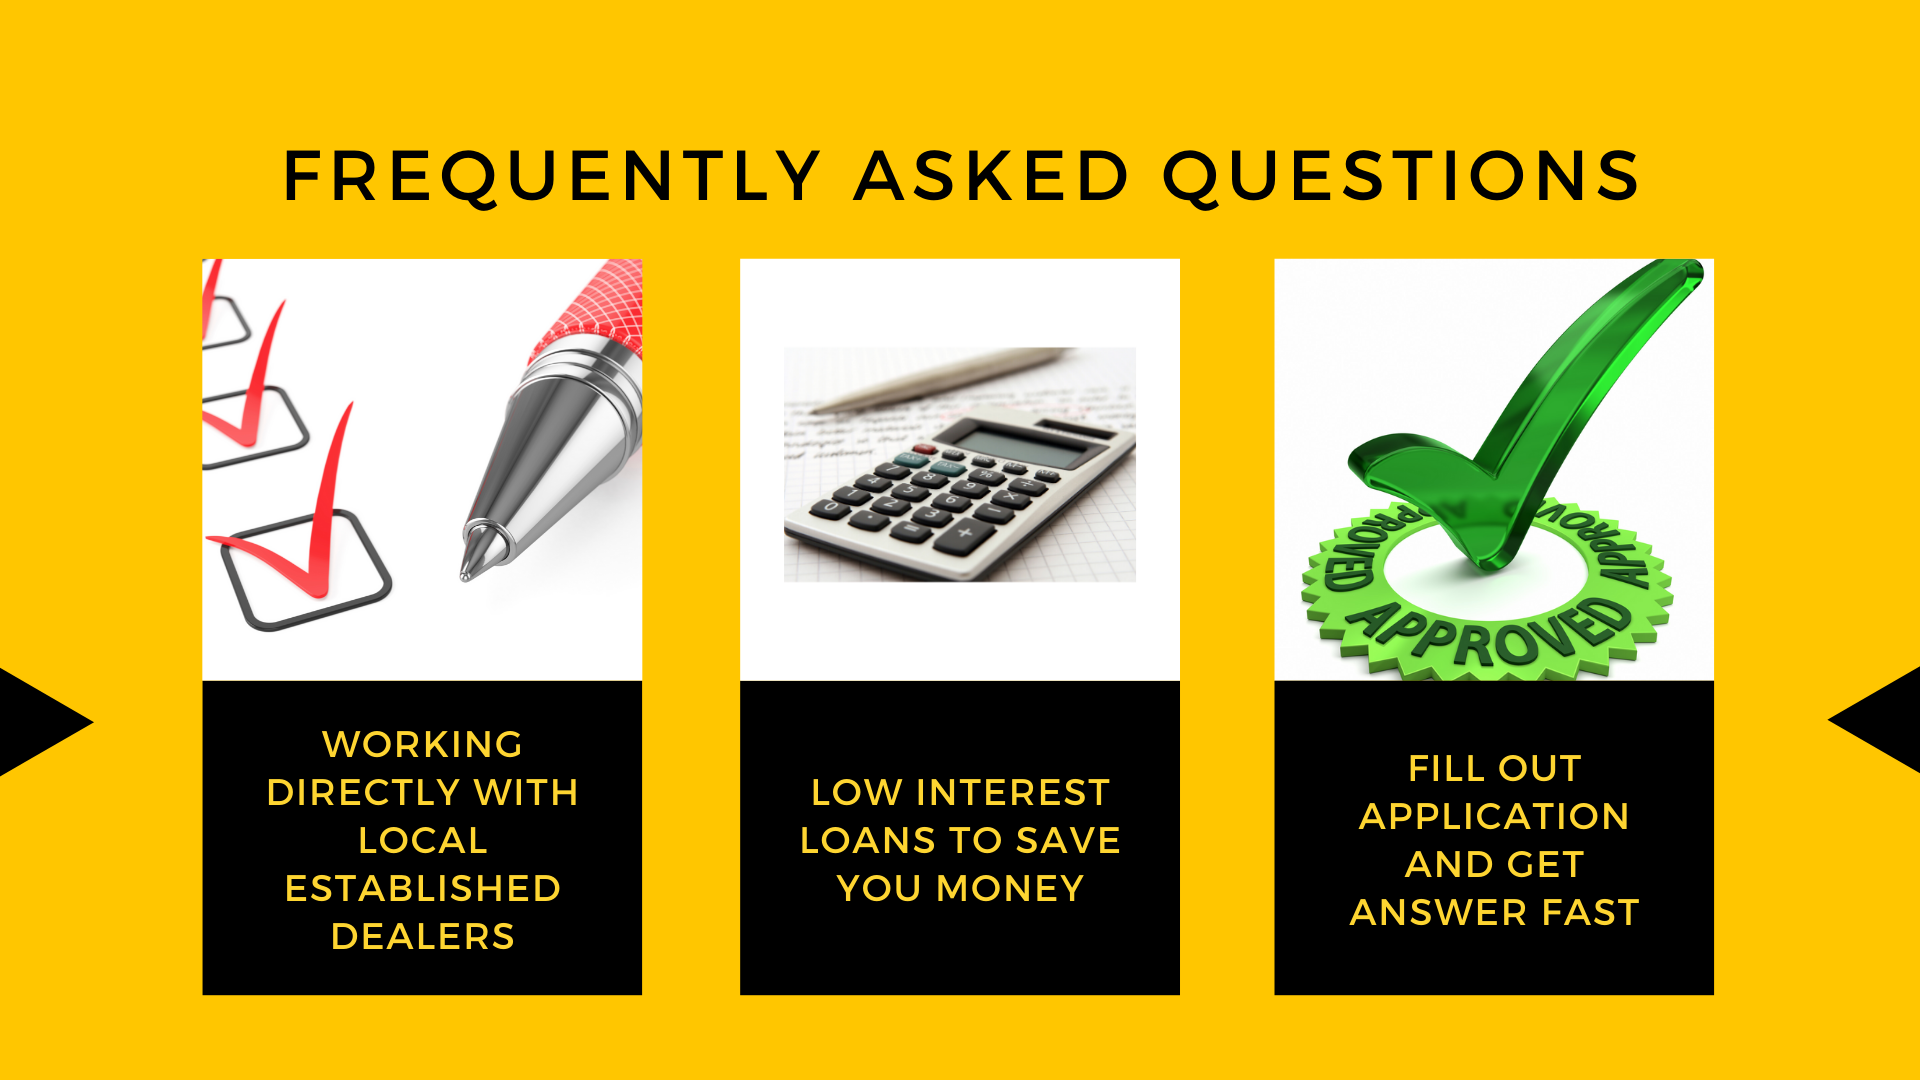 FREQUENTLY ASKED QUESTIONS
APPROVED
APPROVED
APPROVED
WORKING
DIRECTLY WITH
LOCAL
ESTABLISHED
DEALERS
LOW INTEREST
LOANS TO SAVE
YOU MONEY
FILL OUT
APPLICATION
AND GET
ANSWER FAST